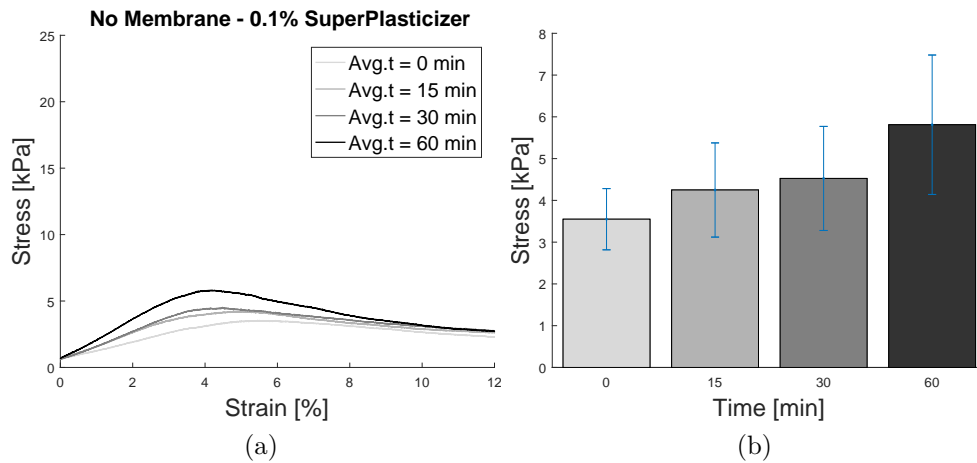 No Membrane - 0.1% SuperPlasticizer
25
20
15
10
5
0
Stress [kPa]
Avg.t = 0 min
Avg.t = 15 min
Avg.t = 30 min
Avg.t = 60 min
0 2 4 6 8 10 12
Strain [%]
(a)
8
7
6
5
4
3
2
1
0
Stress [kPa]
0 15 30 60
Time [min]
(b)